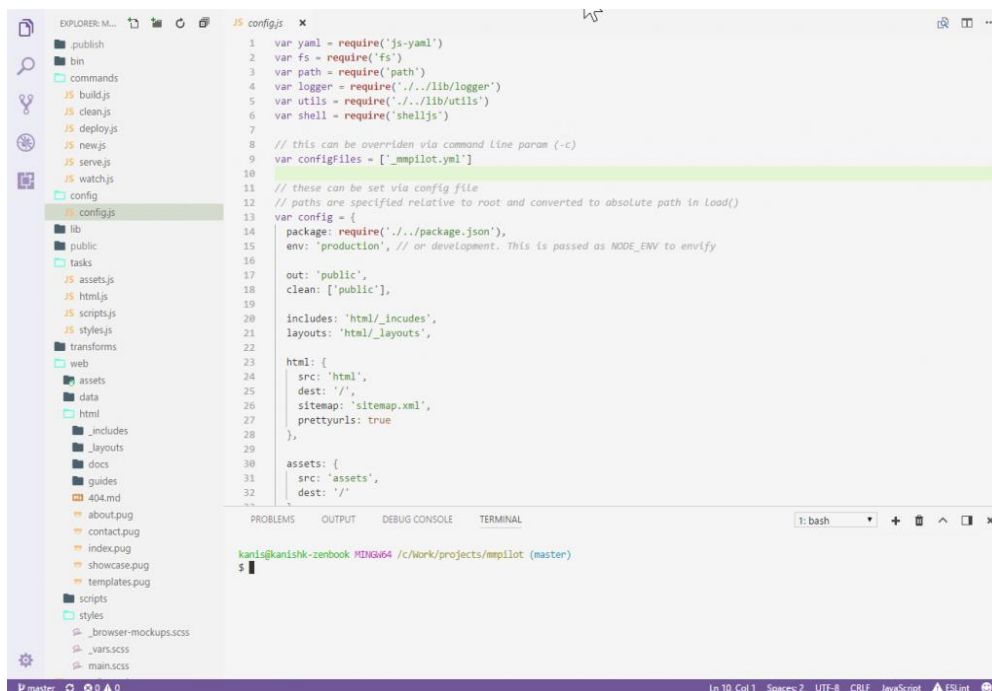 EXPLORER: M...
.publish
bin
commands
JS build.js
JS clean.js
JS deploy.js
JS new.js
JS serve.js
JS watch.js
config
JS config.js
lib
public
tasks
JS assets.js
JS html.js
JS scripts.js
JS styles.js
transforms
web
assets
data
html
_includes
_layouts
docs
guides
404.md
about.pug
contact.pug
index.pug
showcase.pug
templates.pug
scripts
styles
_browser-mockups.scss
_vars.scss
main.scss
JS config.js ×
1 var yaml = require('js-yaml')
2 var fs = require('fs')
3 var path = require('path')
4 var logger = require('./../lib/logger')
5 var utils = require('./../lib/utils')
6 var shell = require('shelljs')
7
8 // this can be overriden via command line param (-c)
9 var configFiles = ['_mmpilot.yml']
10
11 // these can be set via config file
12 // paths are specified relative to root and converted to absolute path in load()
13 var config = {
14 package: require('./../package.json'),
15 env: 'production', // or development. This is passed as NODE_ENV to envify
16
17 out: 'public',
18 clean: ['public'],
19
20 includes: 'html/_incudes',
21 layouts: 'html/_layouts',
22
23 html: {
24 src: 'html',
25 dest: '/',
26 sitemap: 'sitemap.xml',
27 prettyurls: true
28 },
29
30 assets: {
31 src: 'assets',
32 dest: '/'
PROBLEMS OUTPUT DEBUG CONSOLE TERMINAL 1: bash
kanis@kanishk-zenbook MINGW64 /c/Work/projects/mmpilot (master)
$
master 0 0 Ln 10, Col 1 Spaces: 2 UTF-8 CRLF JavaScript ESLint